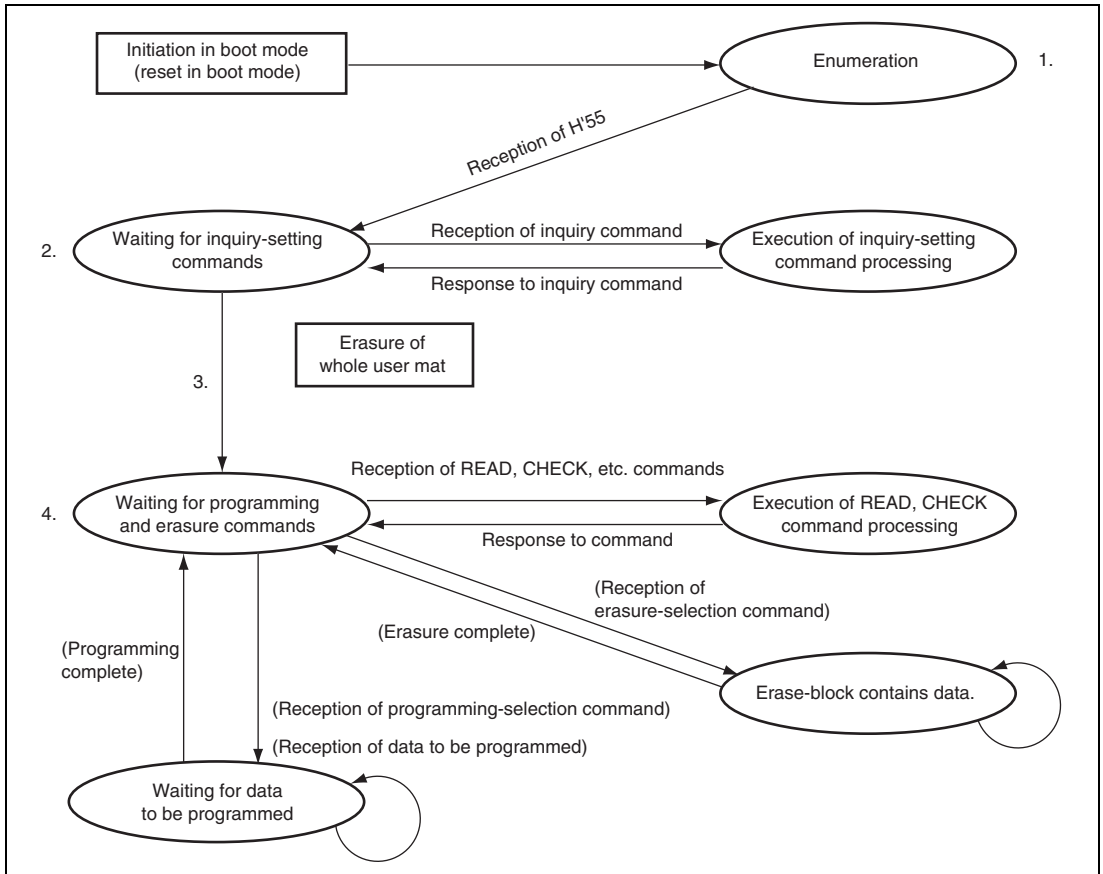 Initiation in boot mode
(reset in boot mode)
Enumeration
1.
Reception of H'55
2.
Waiting for inquiry-setting
commands
Reception of inquiry command
Response to inquiry command
Execution of inquiry-setting
command processing
Erasure of
whole user mat
3.
4.
Waiting for programming
and erasure commands
Reception of READ, CHECK, etc. commands
Response to command
Execution of READ, CHECK
command processing
(Reception of
erasure-selection command)
(Erasure complete)
(Programming
complete)
Erase-block contains data.
(Reception of programming-selection command)
(Reception of data to be programmed)
Waiting for data
to be programmed